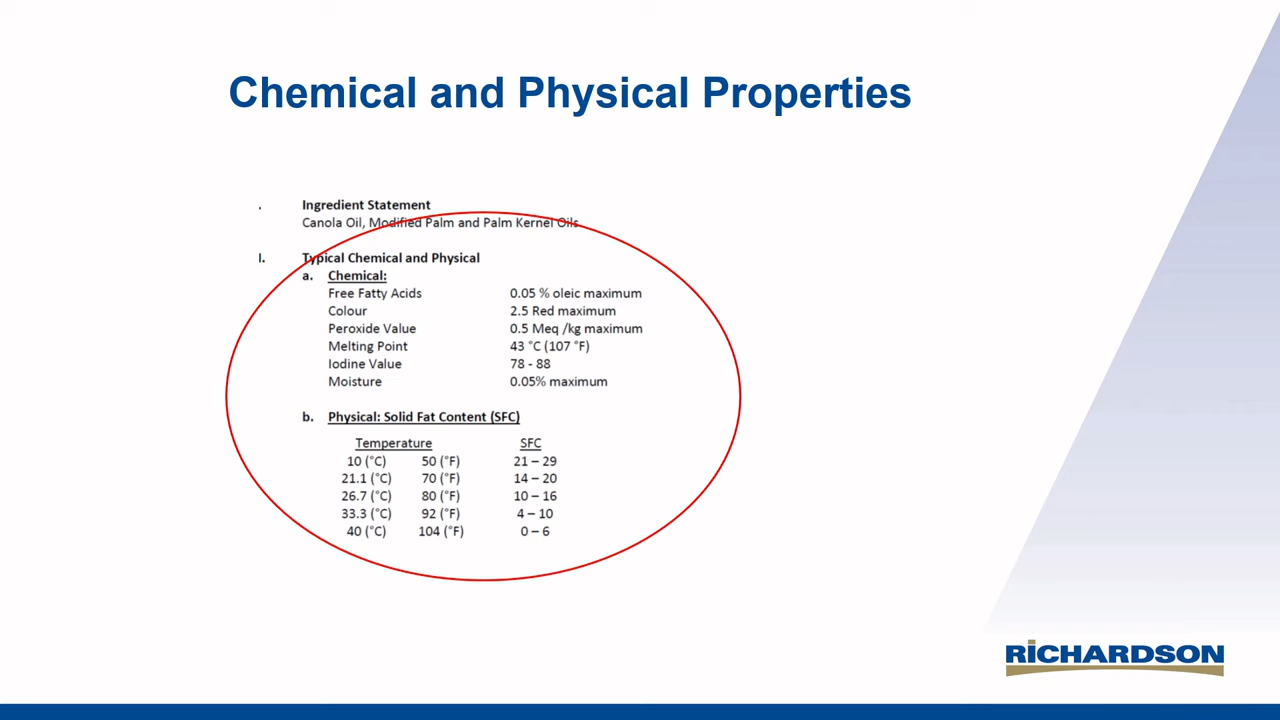 Chemical and Physical Properties
. Ingredient Statement
Canola Oil, Modified Palm and Palm Kernel Oils
I. Typical Chemical and Physical
a. Chemical:
Free Fatty Acids 0.05 % oleic maximum
Colour 2.5 Red maximum
Peroxide Value 0.5 Meq /kg maximum
Melting Point 43 °C (107 °F)
Iodine Value 78 - 88
Moisture 0.05% maximum
b. Physical: Solid Fat Content (SFC)
Temperature SFC
10 (°C) 50 (°F) 21 – 29
21.1 (°C) 70 (°F) 14 – 20
26.7 (°C) 80 (°F) 10 – 16
33.3 (°C) 92 (°F) 4 – 10
40 (°C) 104 (°F) 0 – 6
RICHARDSON